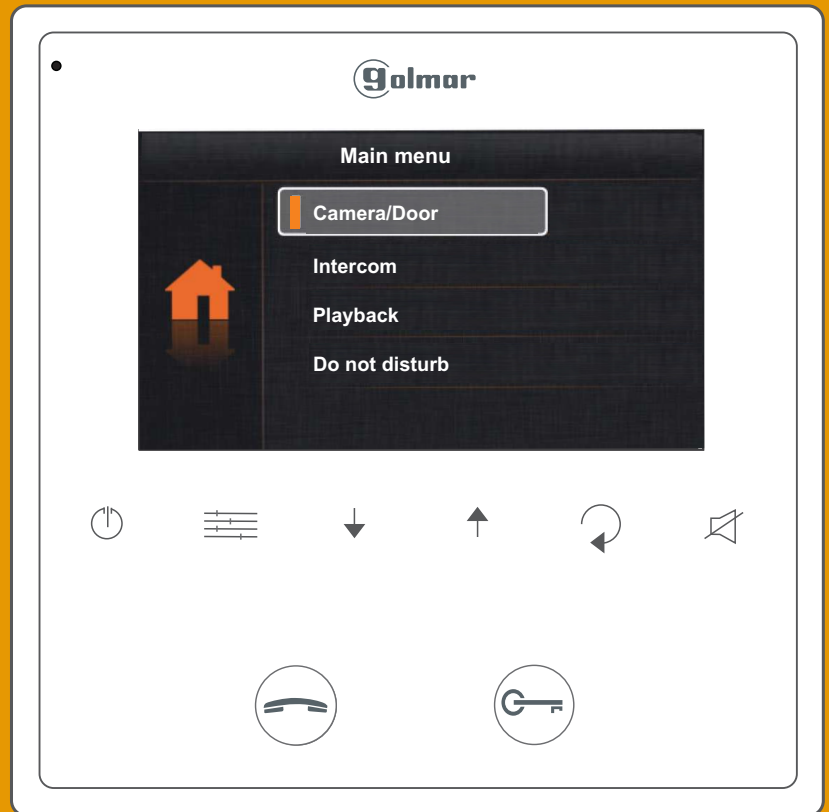 golmar
Main menu
Camera/Door
Intercom
Playback
Do not disturb